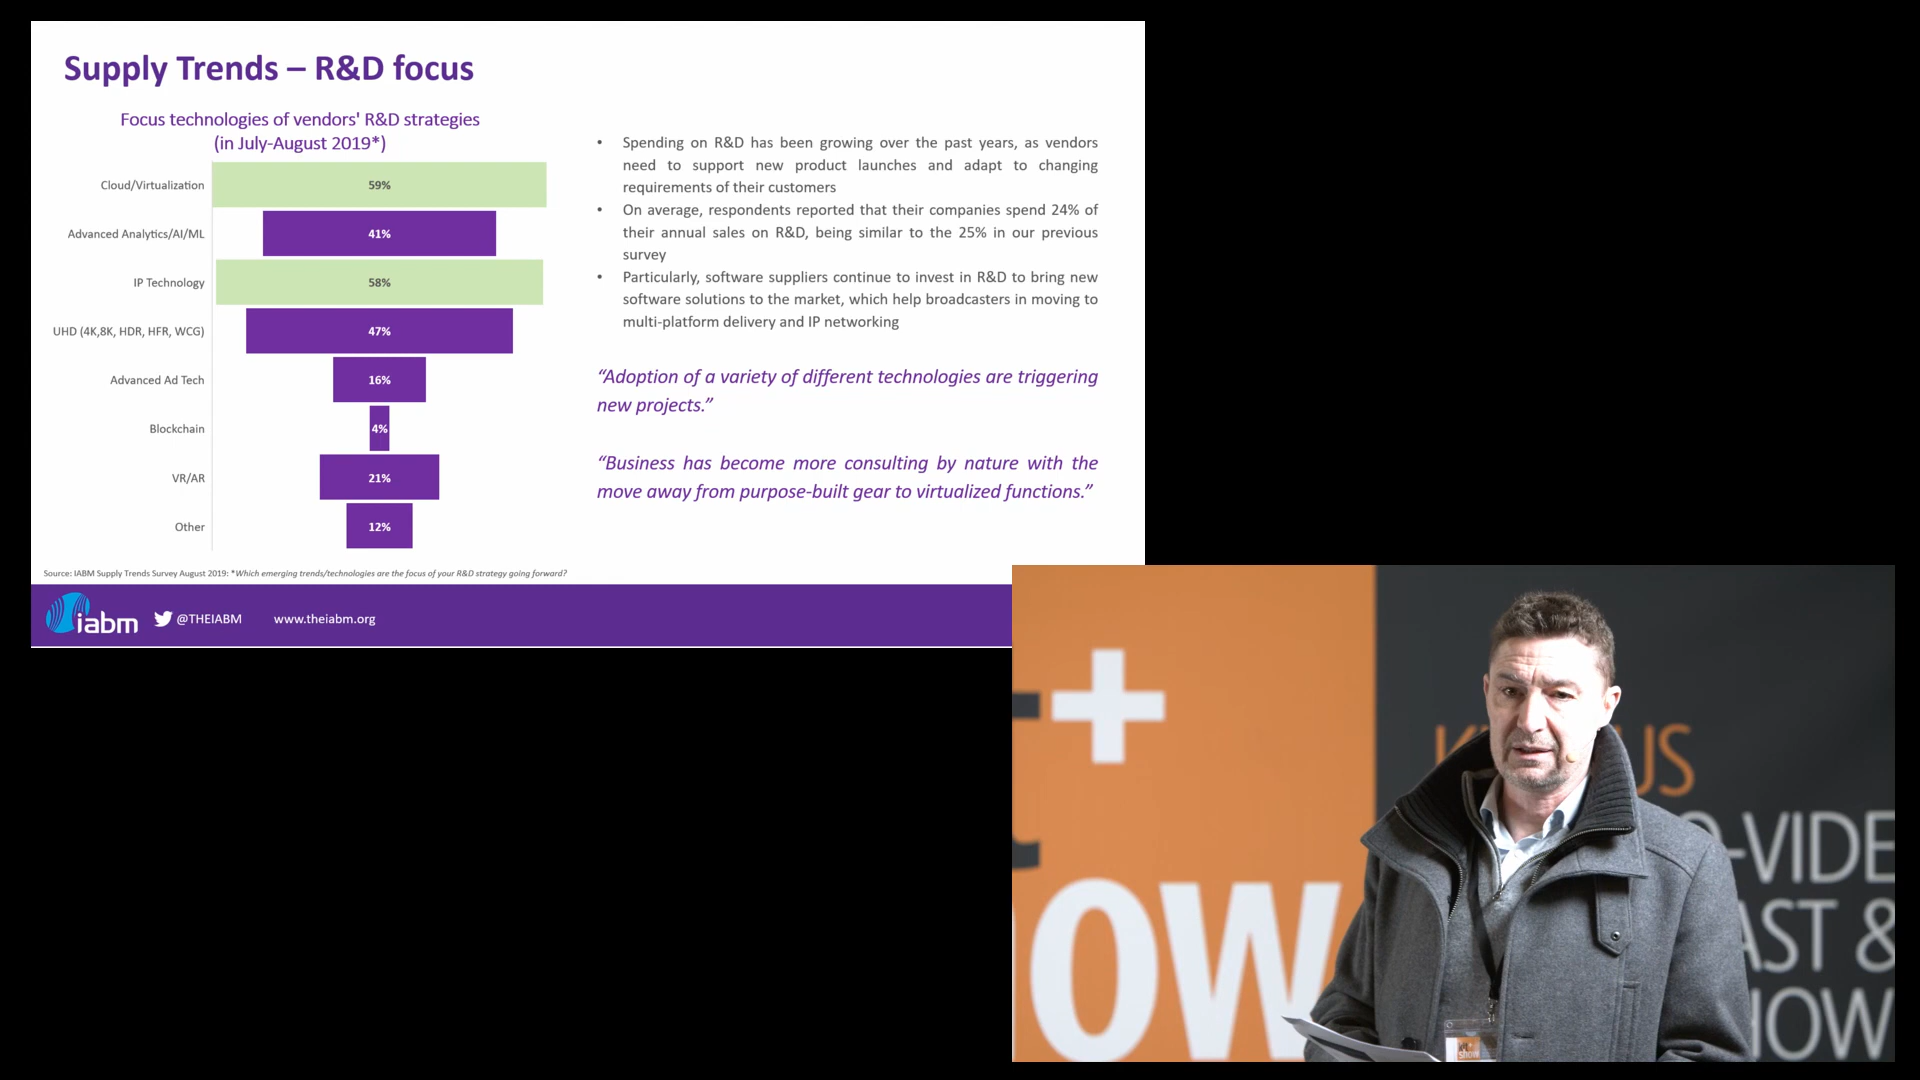 Supply Trends – R&D focus
Focus technologies of vendors' R&D strategies
(in July-August 2019*)
Cloud/Virtualization 59%
Advanced Analytics/AI/ML 41%
IP Technology 58%
UHD (4K,8K, HDR, HFR, WCG) 47%
Advanced Ad Tech 16%
Blockchain 4%
VR/AR 21%
Other 12%
Source: IABM Supply Trends Survey August 2019: *Which emerging trends/technologies are the focus of your R&D strategy going forward?
• Spending on R&D has been growing over the past years, as vendors
need to support new product launches and adapt to changing
requirements of their customers
• On average, respondents reported that their companies spend 24% of
their annual sales on R&D, being similar to the 25% in our previous
survey
• Particularly, software suppliers continue to invest in R&D to bring new
software solutions to the market, which help broadcasters in moving to
multi-platform delivery and IP networking
“Adoption of a variety of different technologies are triggering
new projects.”
“Business has become more consulting by nature with the
move away from purpose-built gear to virtualized functions.”
iabm @THEIABM www.theiabm.org
+
OW
US
-VIDE
AST &
HOW
SHOW